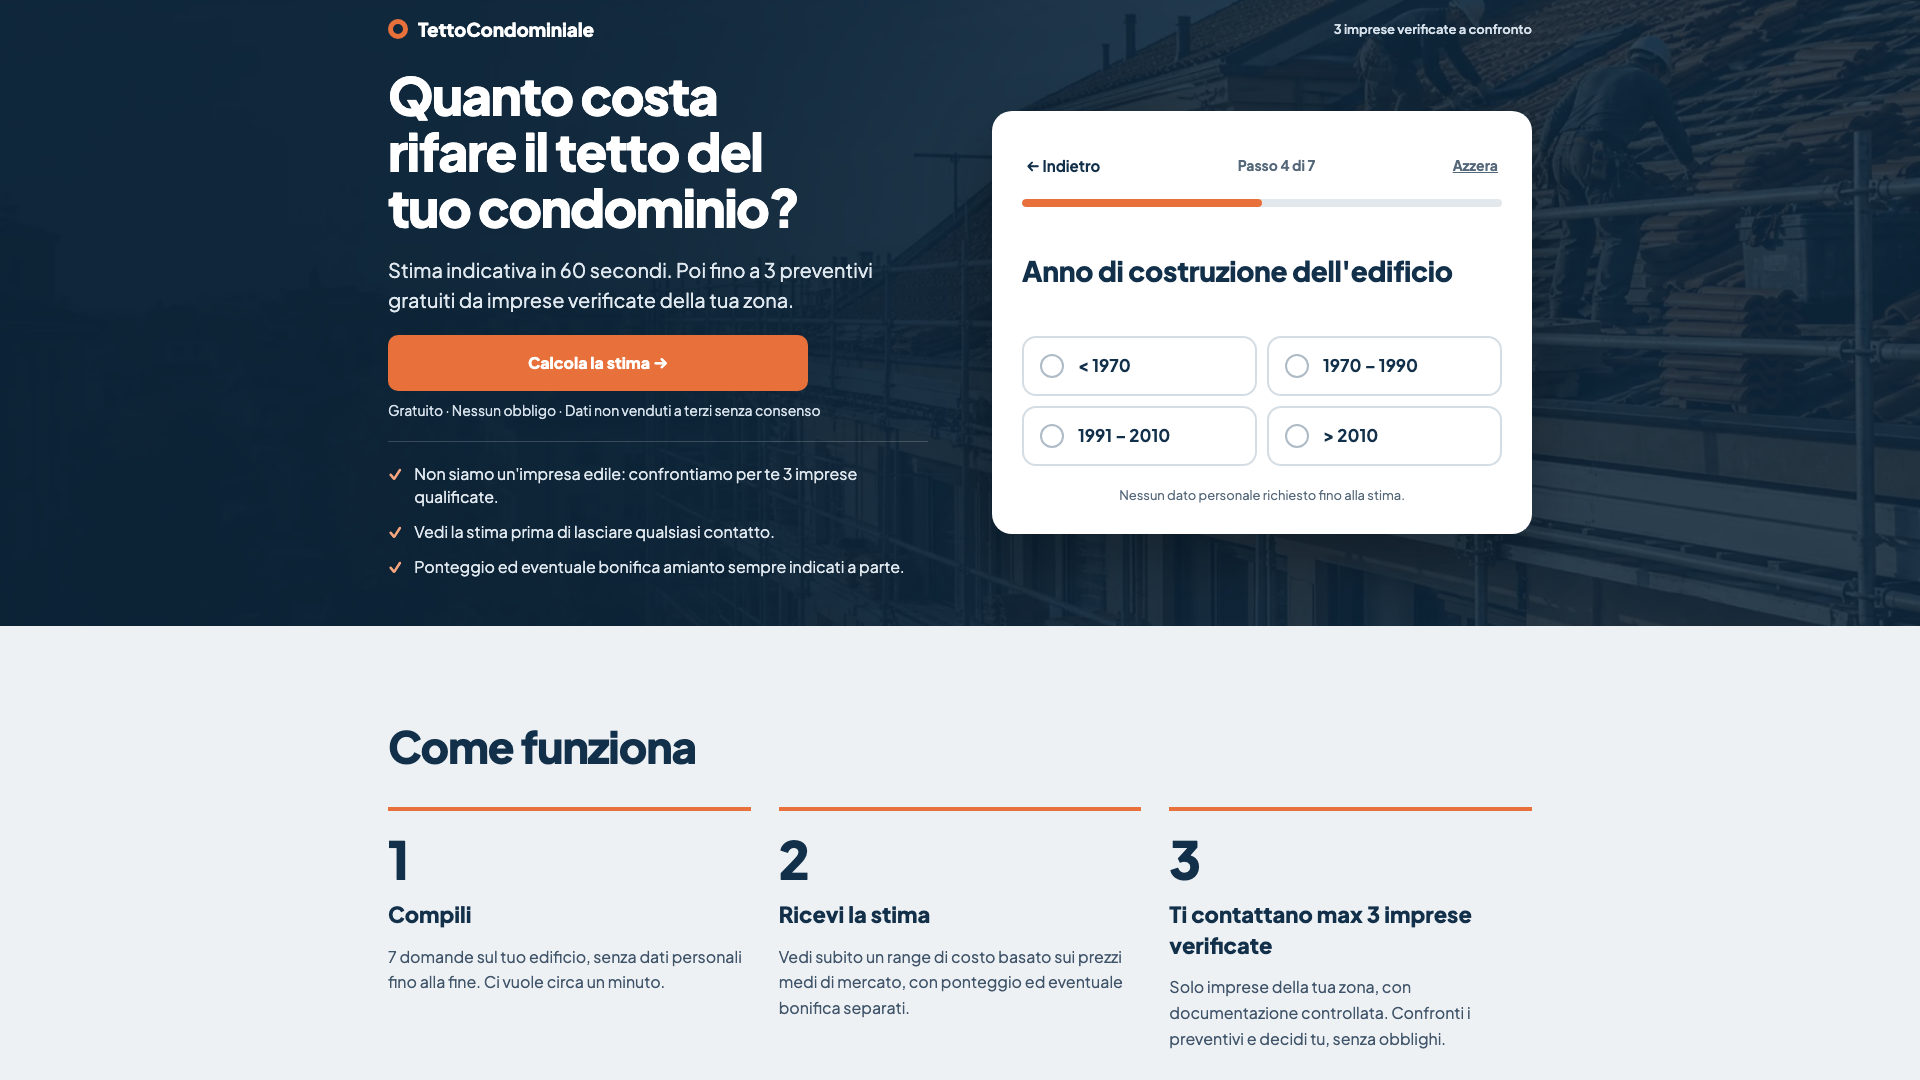 TettoCondominiale
3 imprese verificate a confronto
Quanto costa
rifare il tetto del
tuo condominio?
Stima indicativa in 60 secondi. Poi fino a 3 preventivi
gratuiti da imprese verificate della tua zona.
Calcola la stima →
Gratuito · Nessun obbligo · Dati non venduti a terzi senza consenso
Non siamo un'impresa edile: confrontiamo per te 3 imprese
qualificate.
Vedi la stima prima di lasciare qualsiasi contatto.
Ponteggio ed eventuale bonifica amianto sempre indicati a parte.
← Indietro
Passo 4 di 7
Azzera
Anno di costruzione dell'edificio
< 1970
1970 – 1990
1991 – 2010
> 2010
Nessun dato personale richiesto fino alla stima.
Come funziona
1
Compili
7 domande sul tuo edificio, senza dati personali
fino alla fine. Ci vuole circa un minuto.
2
Ricevi la stima
Vedi subito un range di costo basato sui prezzi
medi di mercato, con ponteggio ed eventuale
bonifica separati.
3
Ti contattano max 3 imprese
verificate
Solo imprese della tua zona, con
documentazione controllata. Confronti i
preventivi e decidi tu, senza obblighi.